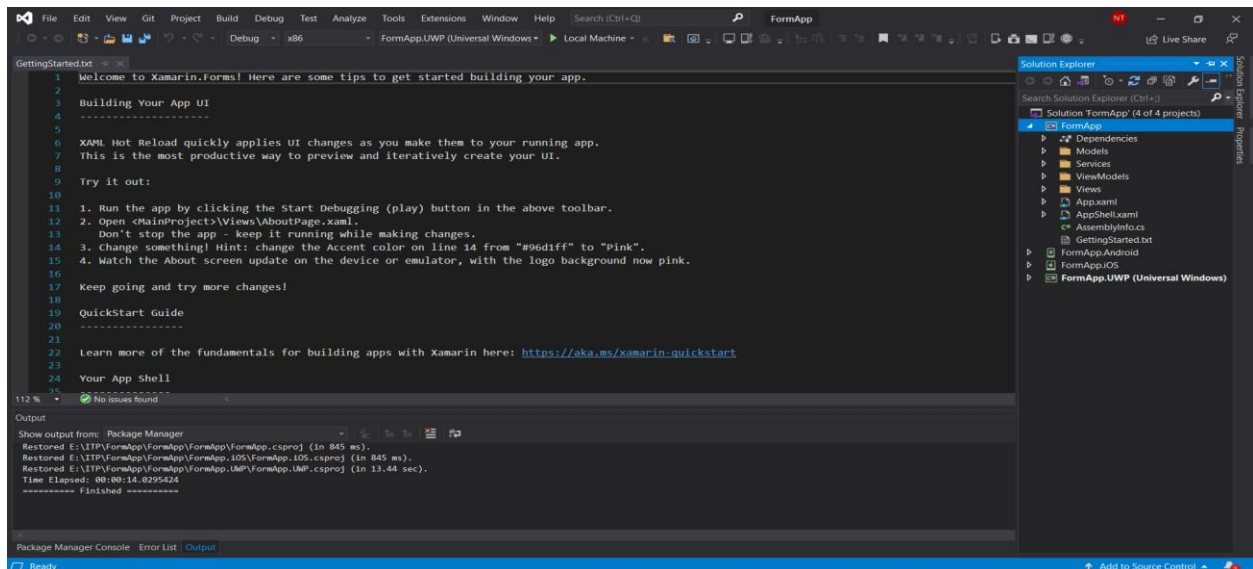 File Edit View Git Project Build Debug Test Analyze Tools Extensions Window Help Search (Ctrl+Q) FormApp NT
Debug x86 FormApp.UWP (Universal Windows Local Machine Live Share
GettingStarted.txt
1 Welcome to Xamarin.Forms! Here are some tips to get started building your app.
2
3 Building Your App UI
4 --------------------
5
6 XAML Hot Reload quickly applies UI changes as you make them to your running app.
7 This is the most productive way to preview and iteratively create your UI.
8
9 Try it out:
10
11 1. Run the app by clicking the Start Debugging (play) button in the above toolbar.
12 2. Open <MainProject>\Views\AboutPage.xaml.
13 Don't stop the app - keep it running while making changes.
14 3. Change something! Hint: change the Accent color on line 14 from "#96d1ff" to "Pink".
15 4. Watch the About screen update on the device or emulator, with the logo background now pink.
16
17 Keep going and try more changes!
18
19 QuickStart Guide
20 ----------------
21
22 Learn more of the fundamentals for building apps with Xamarin here: https://aka.ms/xamarin-quickstart
23
24 Your App Shell
25 --------------
112 % No issues found
Output
Show output from: Package Manager
Restored E:\ITP\FormApp\FormApp\FormApp\FormApp.csproj (in 845 ms).
Restored E:\ITP\FormApp\FormApp\FormApp.iOS\FormApp.iOS.csproj (in 845 ms).
Restored E:\ITP\FormApp\FormApp\FormApp.UWP\FormApp.UWP.csproj (in 13.44 sec).
Time Elapsed: 00:00:14.0295424
========== Finished ==========
Package Manager Console Error List Output
Ready Add to Source Control
Solution Explorer
Search Solution Explorer (Ctrl+;)
Solution 'FormApp' (4 of 4 projects)
FormApp
Dependencies
Models
Services
ViewModels
Views
App.xaml
AppShell.xaml
C# AssemblyInfo.cs
GettingStarted.txt
FormApp.Android
FormApp.iOS
FormApp.UWP (Universal Windows)
Solution Explorer
Properties